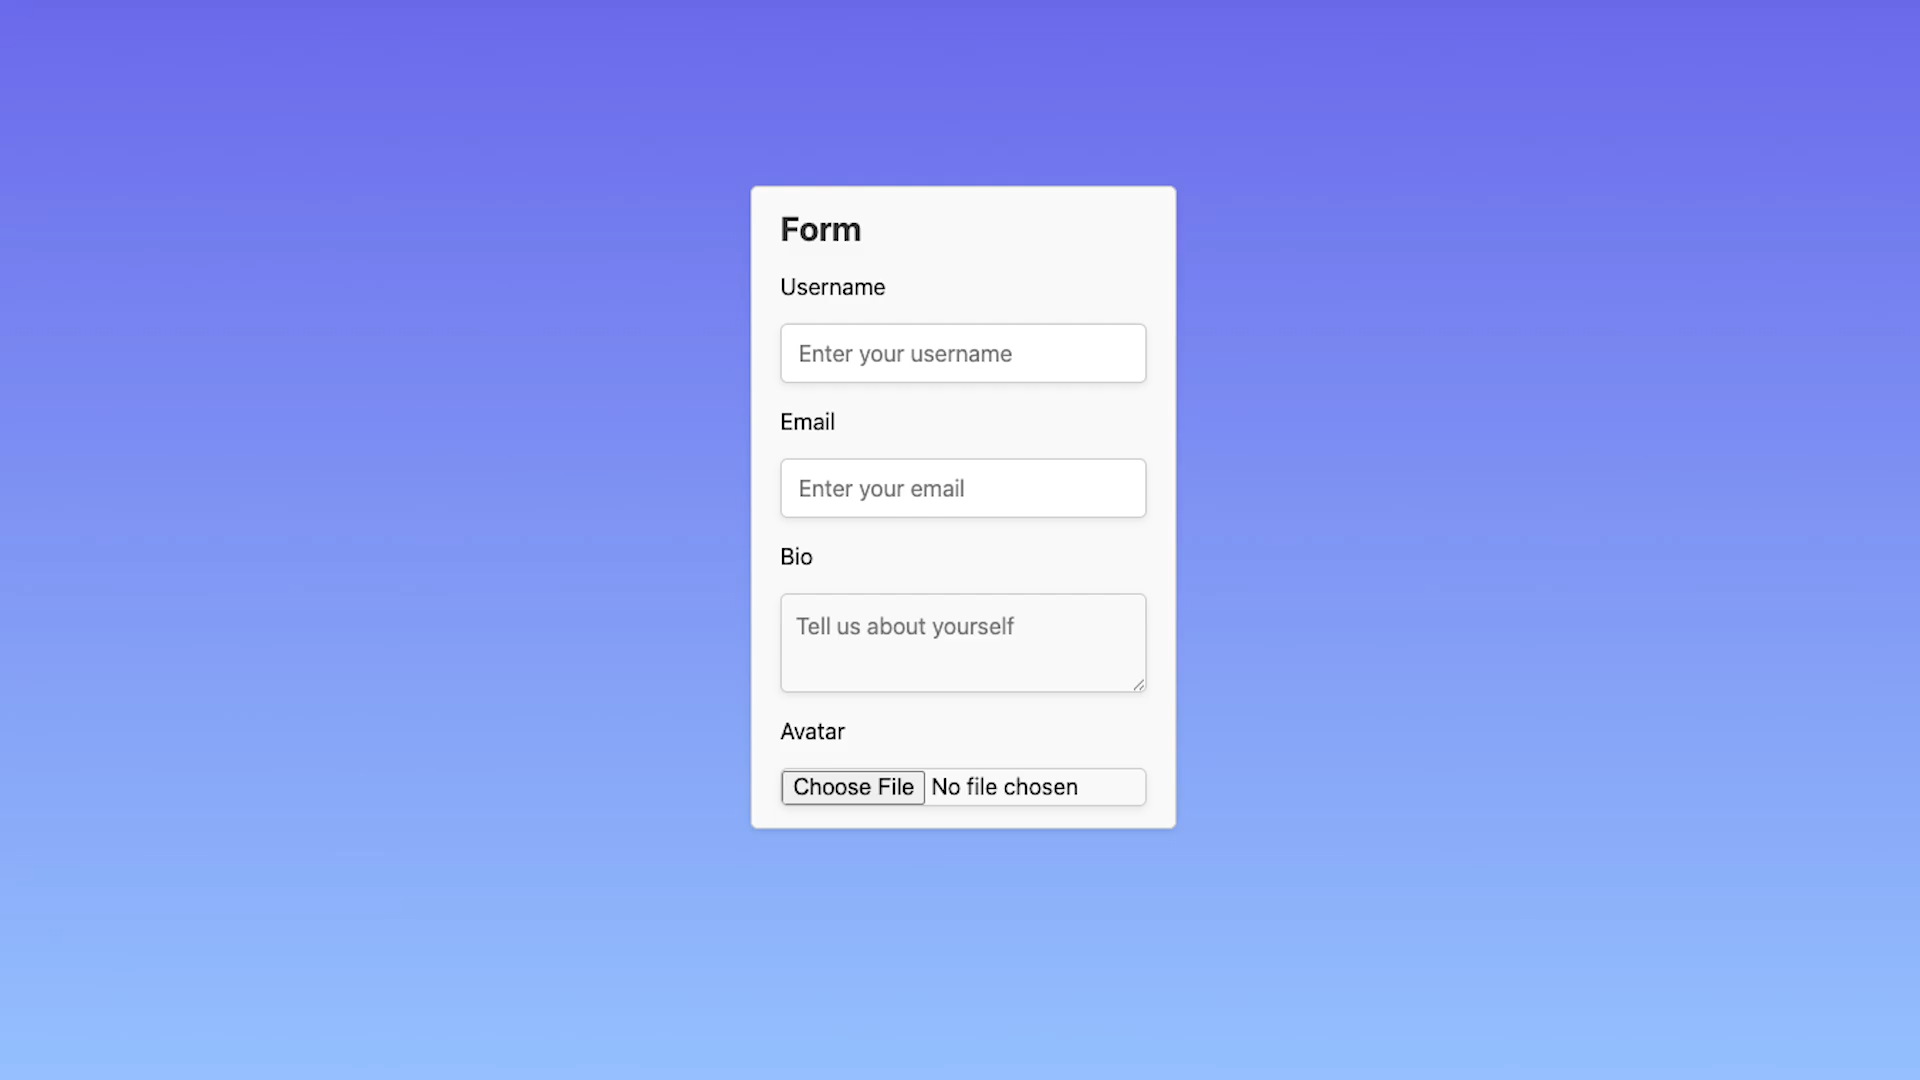 Form
Username
Enter your username
Email
Enter your email
Bio
Tell us about yourself
Avatar
Choose File No file chosen